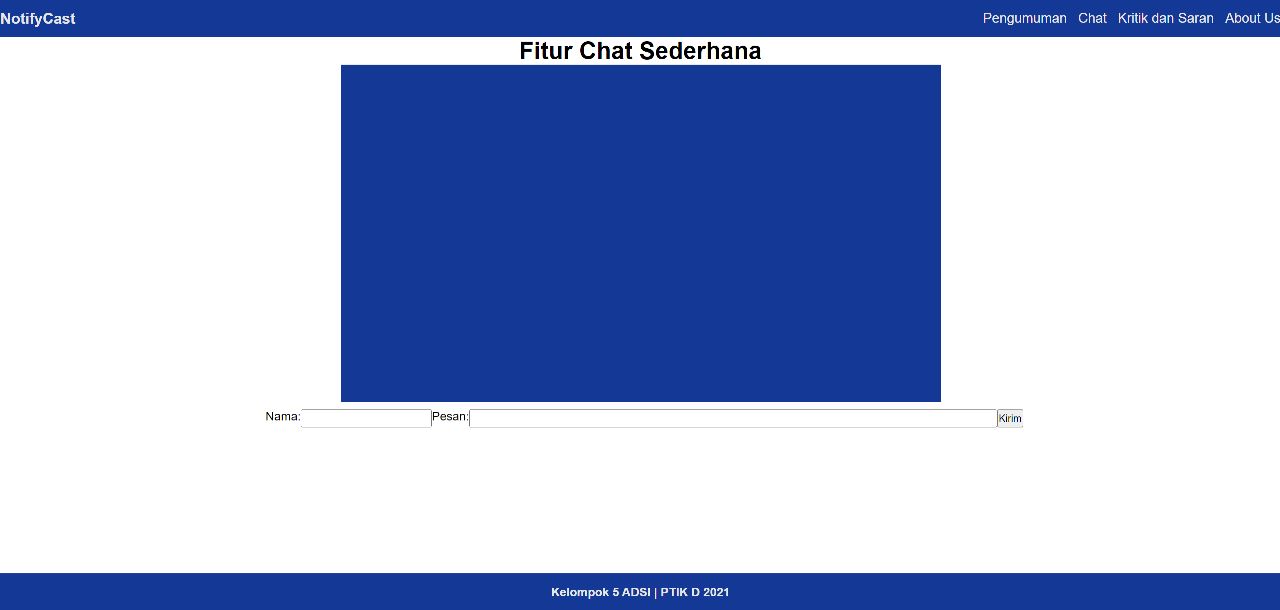 NotifyCast Pengumuman Chat Kritik dan Saran About Us
Fitur Chat Sederhana
Nama: Pesan: Kirim
Kelompok 5 ADSI | PTIK D 2021